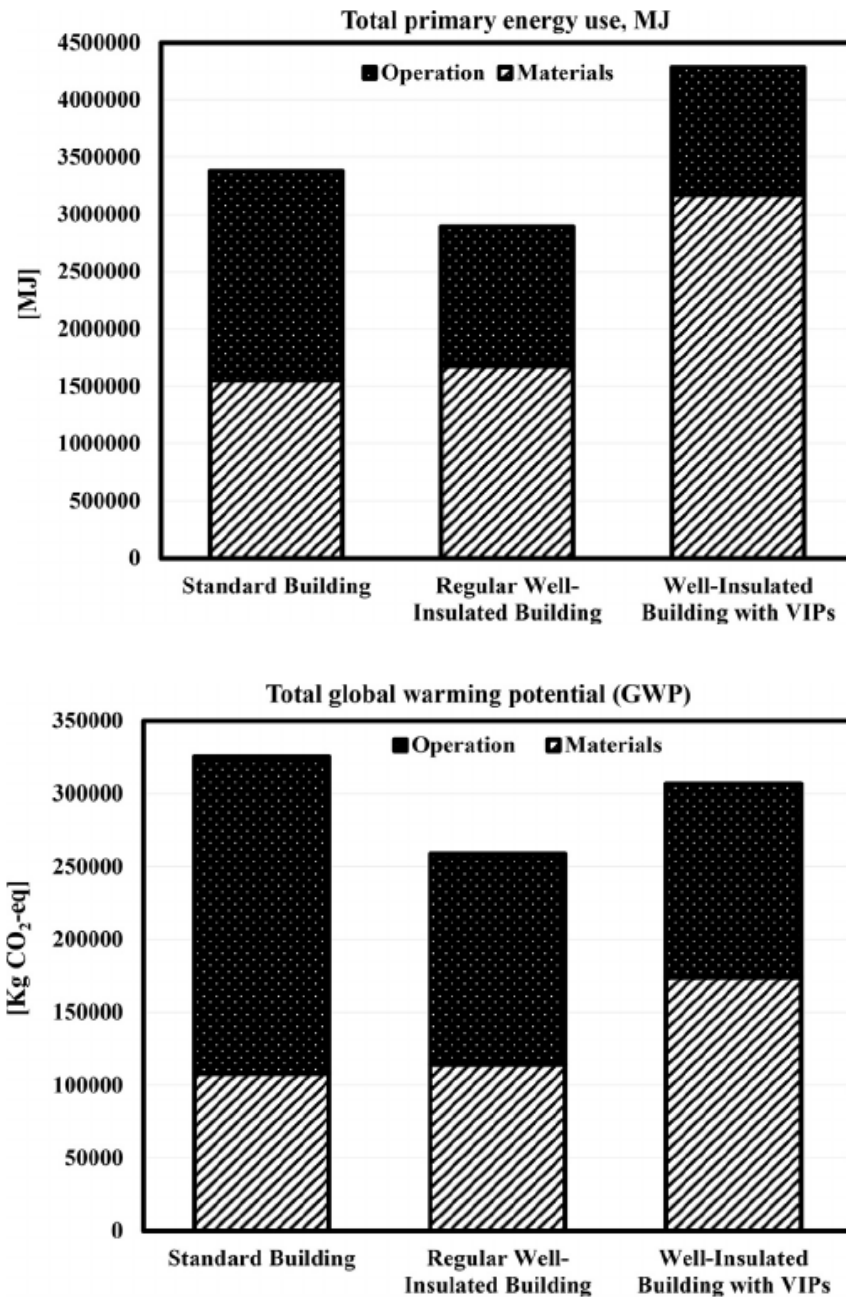 Total primary energy use, MJ
4500000
Operation Materials
4000000
3500000
3000000
[MJ]
2500000
2000000
1500000
1000000
500000
0
Standard Building
Regular Well-
Insulated Building
Well-Insulated
Building with VIPs
Total global warming potential (GWP)
350000
Operation Materials
300000
250000
[Kg CO₂-eq]
200000
150000
100000
50000
0
Standard Building
Regular Well-
Insulated Building
Well-Insulated
Building with VIPs